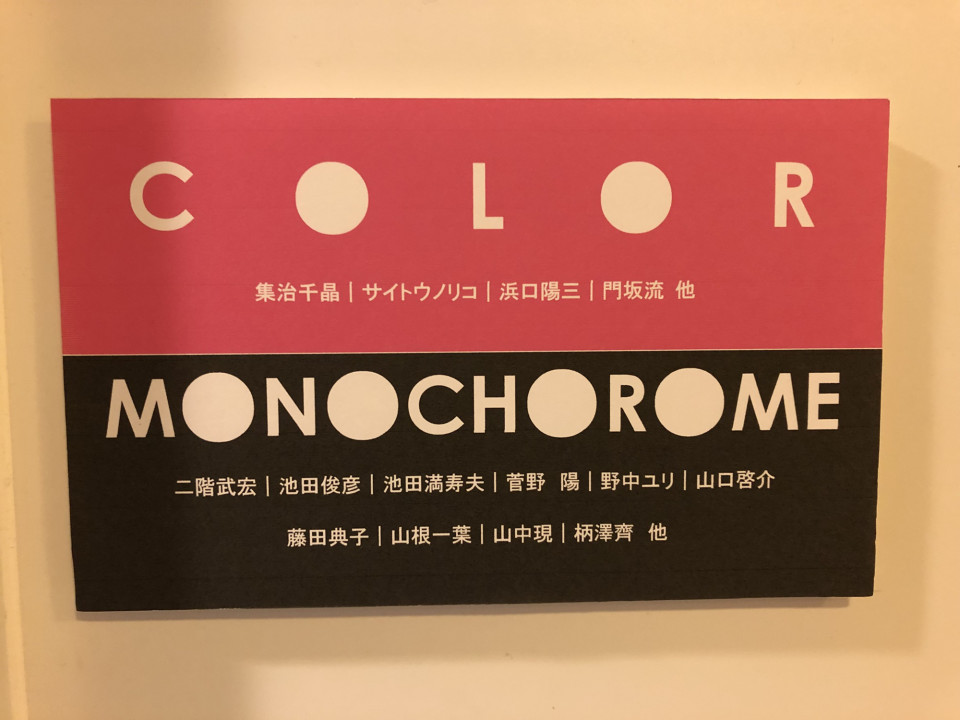 COLOR
集治千晶｜サイトウノリコ｜浜口陽三｜門坂流 他
MONOCHOROME
二階武宏｜池田俊彦｜池田満寿夫｜菅野 陽｜野中ユリ｜山口啓介
藤田典子｜山根一葉｜山中現｜柄澤齊 他